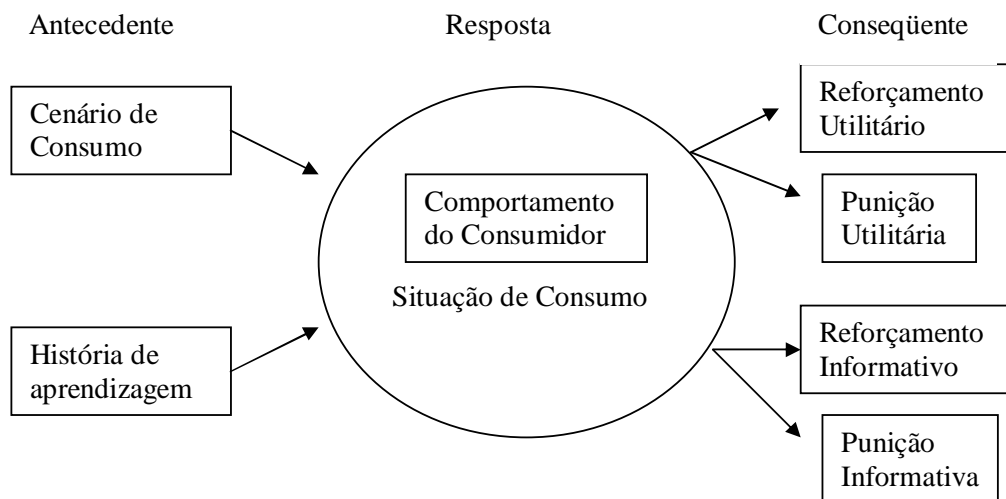 Antecedente
Resposta
Conseqüente
Cenário de
Consumo
História de
aprendizagem
Comportamento
do Consumidor
Situação de Consumo
Reforçamento
Utilitário
Punição
Utilitária
Reforçamento
Informativo
Punição
Informativa